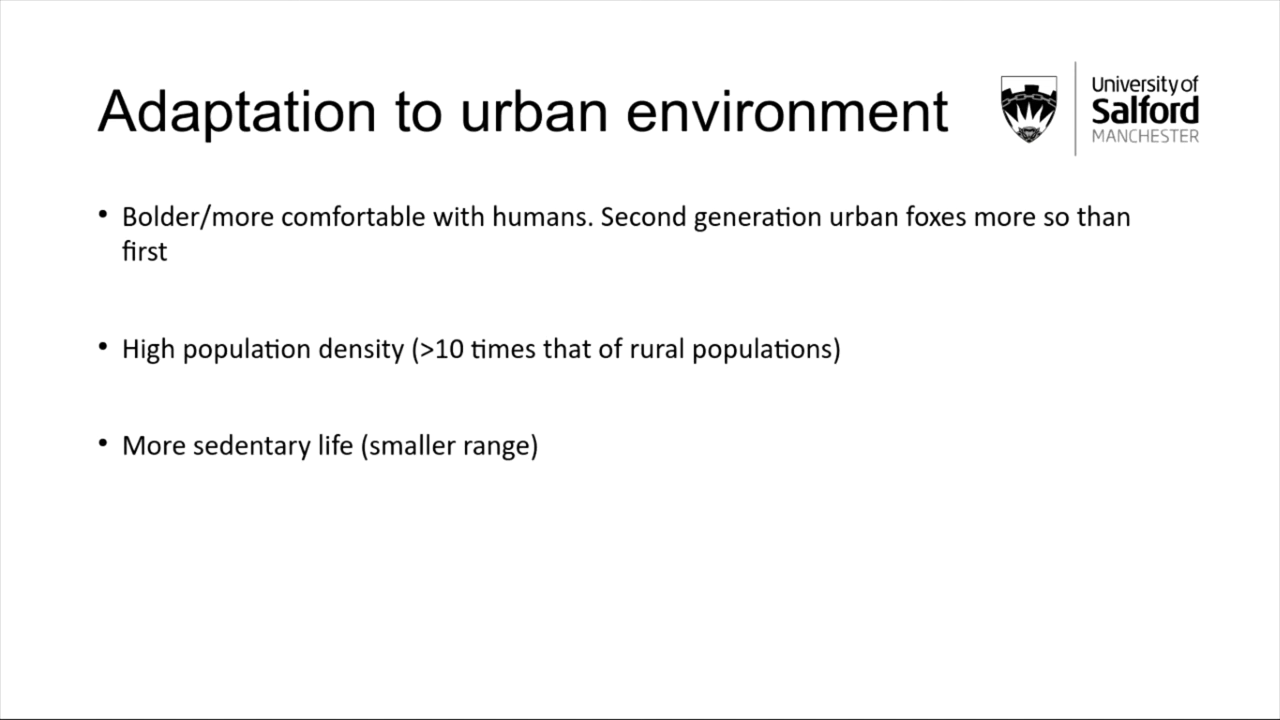 Adaptation to urban environment
University of
Salford
MANCHESTER
• Bolder/more comfortable with humans. Second generation urban foxes more so than
first
• High population density (>10 times that of rural populations)
• More sedentary life (smaller range)